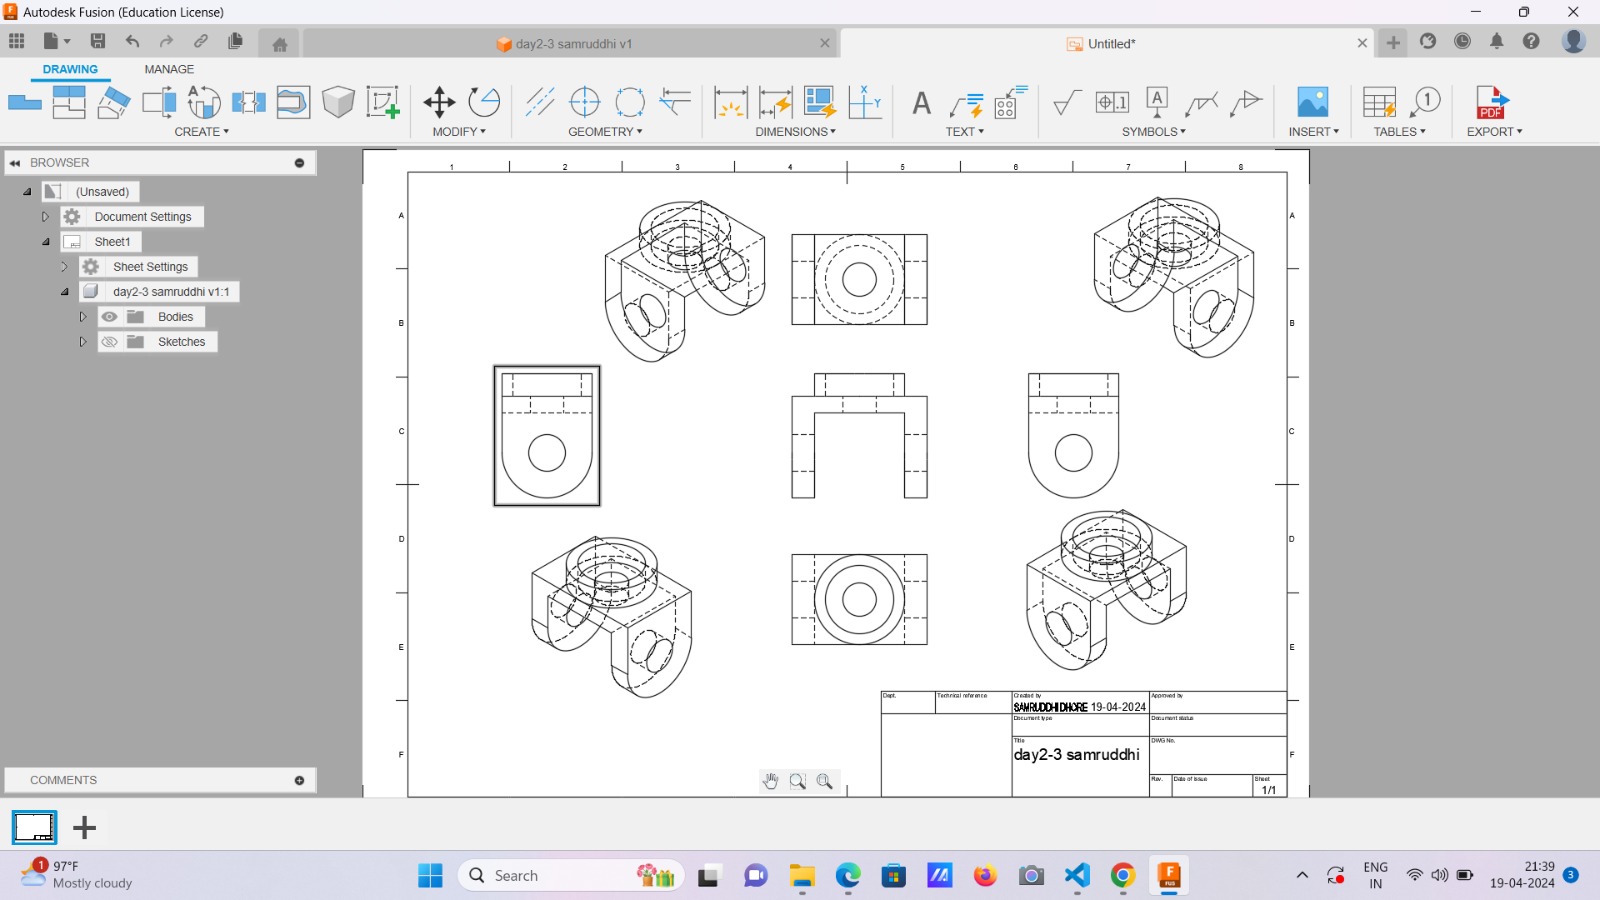 Autodesk Fusion (Education License)
day2-3 samruddhi v1
Untitled*
DRAWING
MANAGE
CREATE
MODIFY
GEOMETRY
DIMENSIONS
TEXT
SYMBOLS
INSERT
TABLES
EXPORT
BROWSER
(Unsaved)
Document Settings
Sheet1
Sheet Settings
day2-3 samruddhi v1:1
Bodies
Sketches
1 2 3 4 5 6 7 8
A A
B B
C C
D D
E E
F F
Dept.
Technical reference
Created by
Approved by
SAMRUDDHI DHORE 19-04-2024
Document type
Document status
Title
DWG No.
day2-3 samruddhi
Rev.
Date of issue
Sheet
1/1
COMMENTS
97°F
Mostly cloudy
Search
ENG
IN
21:39
19-04-2024
3